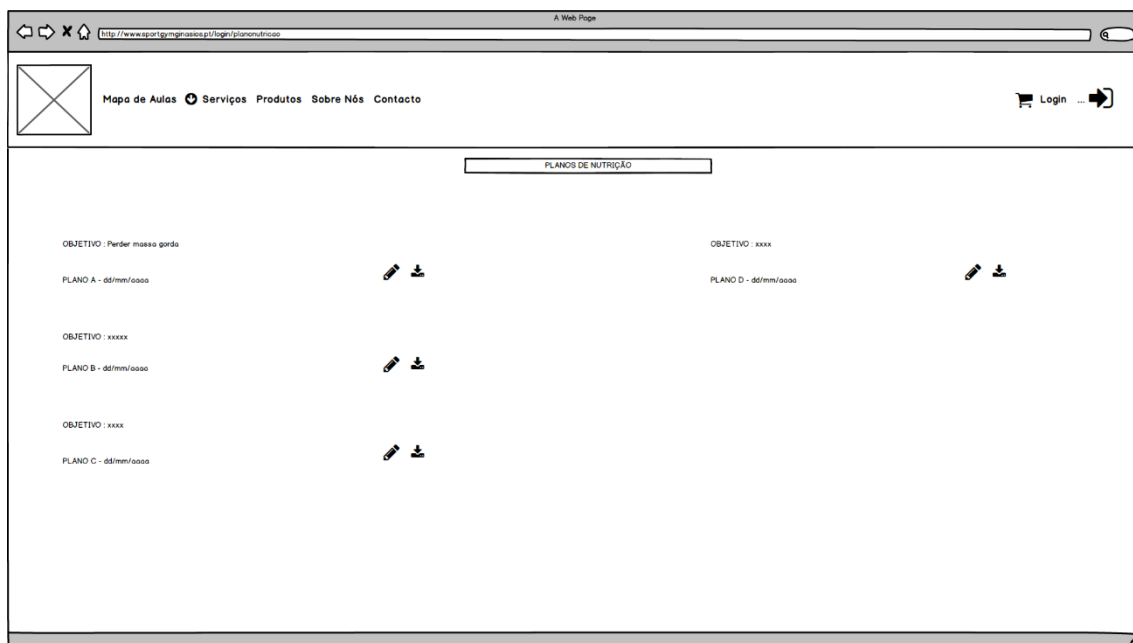 A Web Page
http://www.sportgymginasios.pt/login/planonutricao
Mapa de Aulas Serviços Produtos Sobre Nós Contacto
Login ...
PLANOS DE NUTRIÇÃO
OBJETIVO : Perder massa gorda
PLANO A - dd/mm/aaaa
OBJETIVO : xxxxx
PLANO B - dd/mm/aaaa
OBJETIVO : xxxx
PLANO C - dd/mm/aaaa
OBJETIVO : xxxx
PLANO D - dd/mm/aaaa